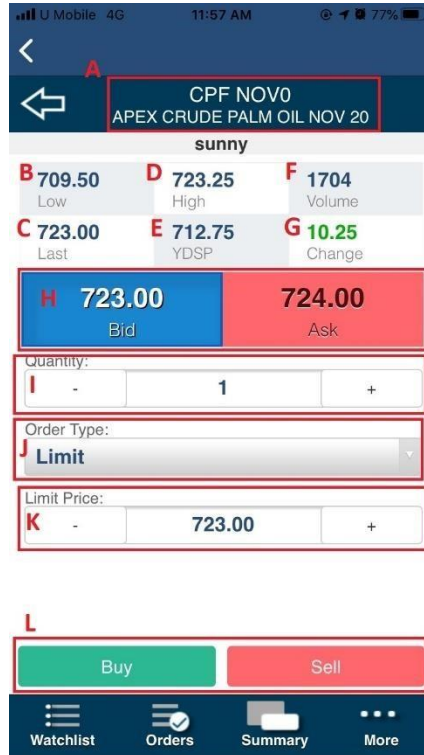 U Mobile 4G 11:57 AM 77%
A
CPF NOV0
APEX CRUDE PALM OIL NOV 20
sunny
B 709.50 D 723.25 F 1704
Low High Volume
C 723.00 E 712.75 G 10.25
Last YDSP Change
H 723.00 724.00
Bid Ask
Quantity:
I - 1 +
Order Type:
J Limit
Limit Price:
K - 723.00 +
L
Buy Sell
Watchlist Orders Summary More